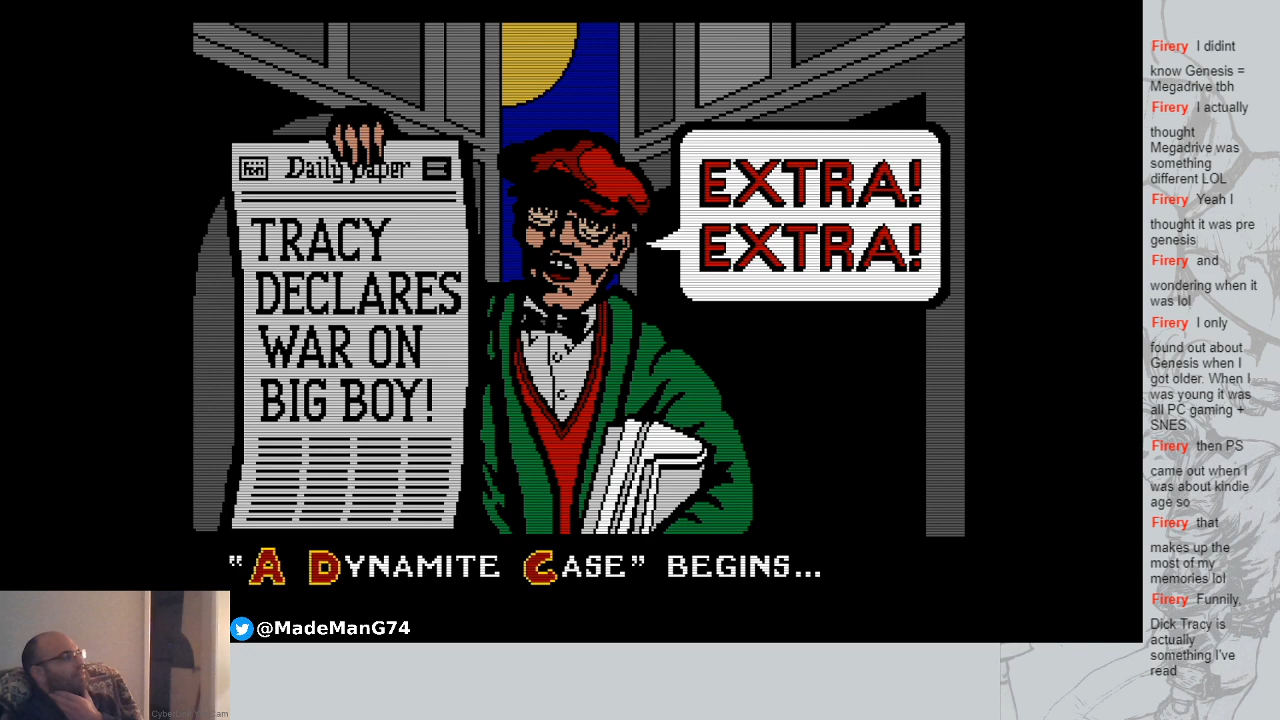 Daily paper
TRACY
DECLARES
WAR ON
BIG BOY!
EXTRA!
EXTRA!
"A DYNAMITE CASE" BEGINS...
@MadeManG74
Firery I didint
know Genesis =
Megadrive tbh
Firery I actually
thought
Megadrive was
something
different LOL
Firery Yeah I
thought it was pre
genesis
Firery and
wondering when it
was lol
Firery I only
found out about
Genesis when I
got older. When I
was young it was
all PC gaming +
SNES
Firery then PS
came out when I
was about kindie
age so
Firery that
makes up the
most of my
memories lol
Firery Funnily,
Dick Tracy is
actually
something I've
read